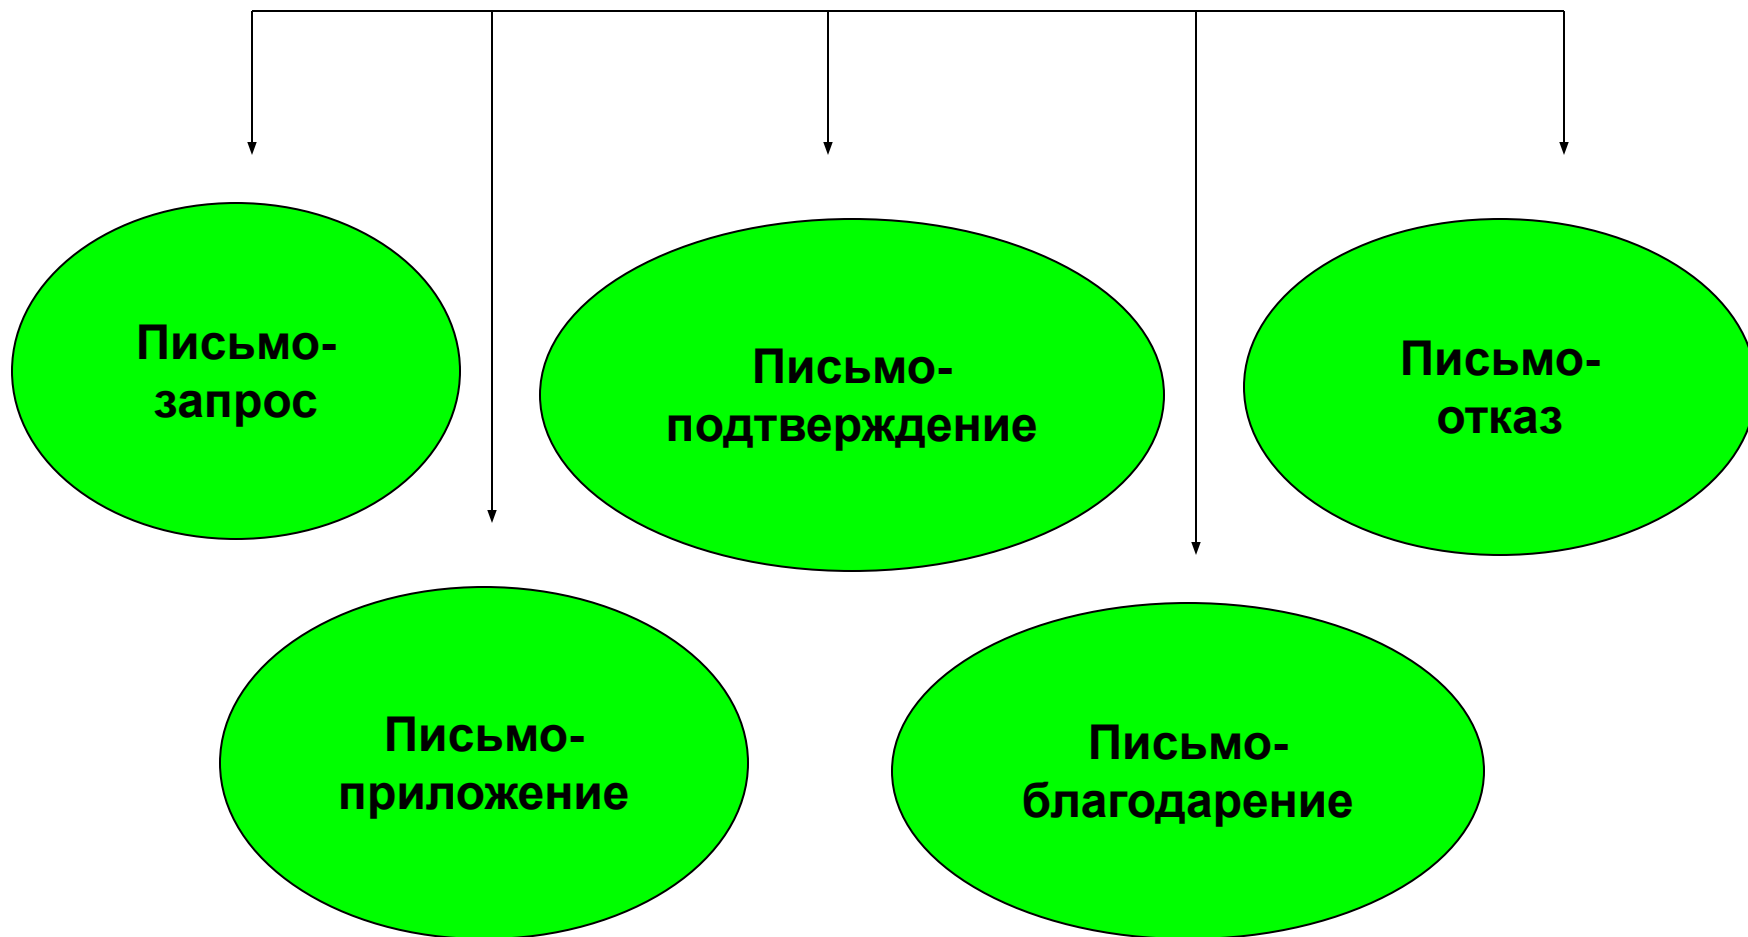 Письмо-
запрос
Письмо-
подтверждение
Письмо-
отказ
Письмо-
приложение
Письмо-
благодарение